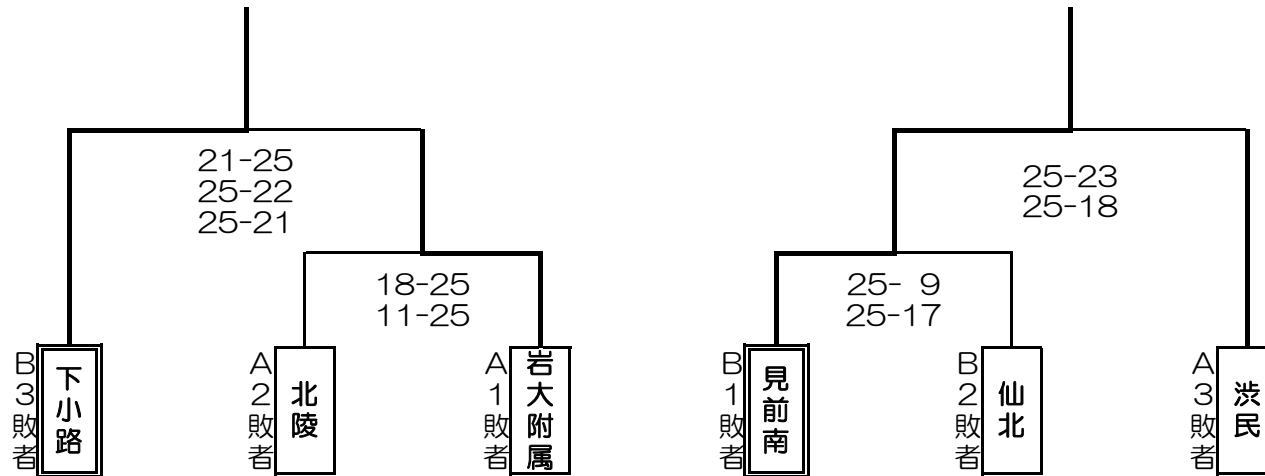 21-25
25-22
25-21
18-25
11-25
B3敗者
下小路
A2敗者
北陵
A1敗者
岩大附属
25-23
25-18
25- 9
25-17
B1敗者
見前南
B2敗者
仙北
A3敗者
渋民